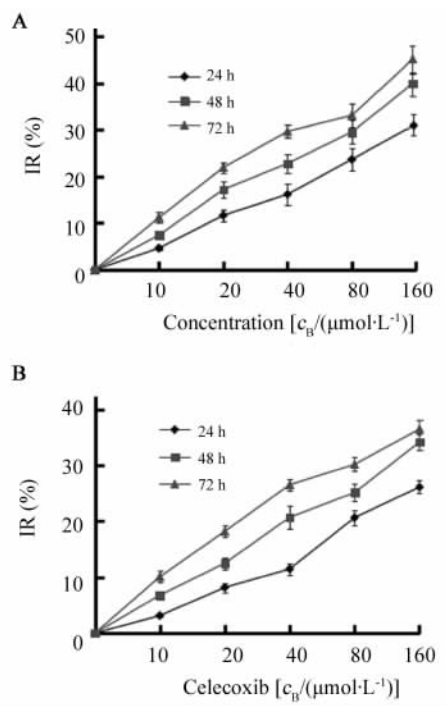 A
50
40
30
20
10
0
IR (%)
24 h
48 h
72 h
10 20 40 80 160
Concentration [cB/(μmol·L⁻¹)]
B
40
30
20
10
0
IR (%)
24 h
48 h
72 h
10 20 40 80 160
Celecoxib [cB/(μmol·L⁻¹)]